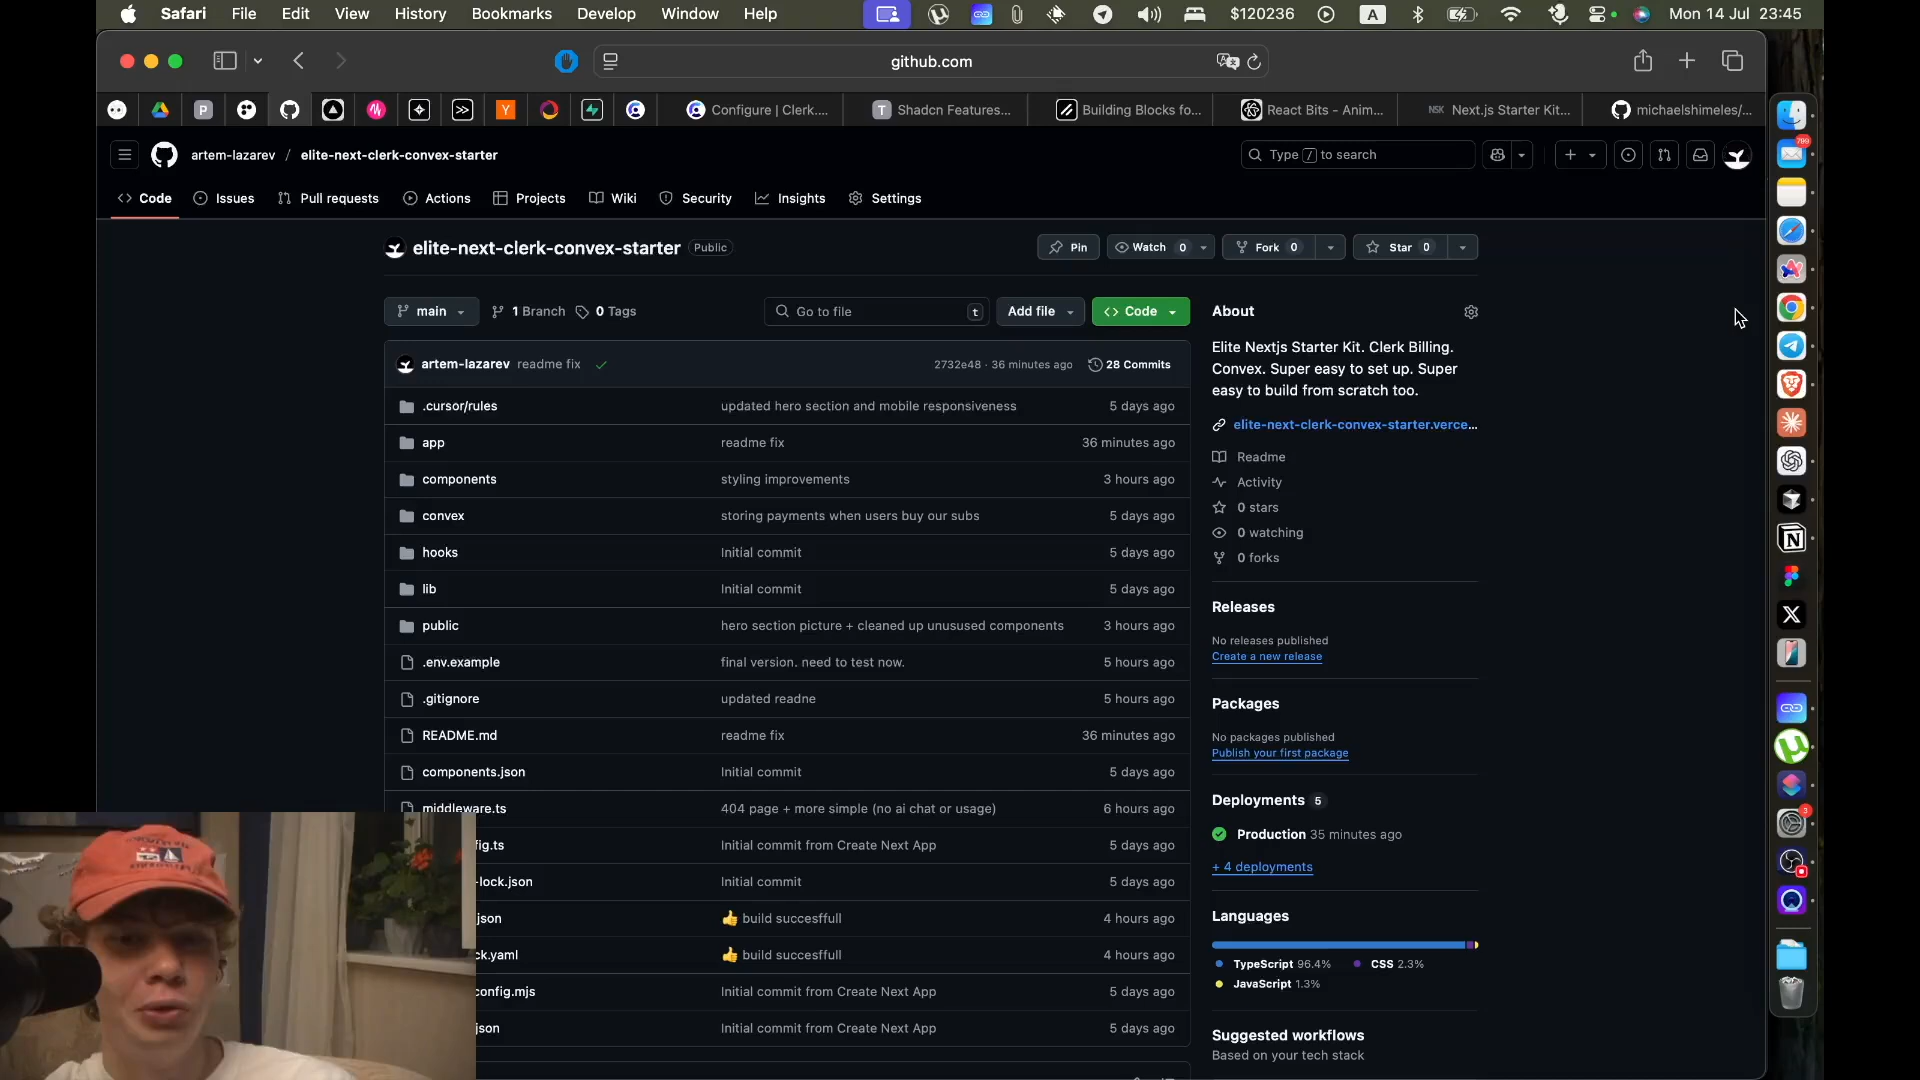 Safari File Edit View History Bookmarks Develop Window Help $120236 A Mon 14 Jul 23:45
github.com
P Y Configure | Clerk.... T Shadcn Features... Building Blocks fo... React Bits - Anim... NSK Next.js Starter Kit... michaelshimeles/...
artem-lazarev / elite-next-clerk-convex-starter Type / to search
Code Issues Pull requests Actions Projects Wiki Security Insights Settings
elite-next-clerk-convex-starter Public Pin Watch 0 Fork 0 Star 0
main 1 Branch 0 Tags Go to file t Add file Code About
Elite Nextjs Starter Kit. Clerk Billing.
Convex. Super easy to set up. Super
easy to build from scratch too.
artem-lazarev readme fix 2732e48 · 36 minutes ago 28 Commits
.cursor/rules updated hero section and mobile responsiveness 5 days ago
elite-next-clerk-convex-starter.verce...
app readme fix 36 minutes ago
Readme
components styling improvements 3 hours ago
Activity
0 stars
convex storing payments when users buy our subs 5 days ago
0 watching
hooks Initial commit 5 days ago
0 forks
lib Initial commit 5 days ago
Releases
public hero section picture + cleaned up unusused components 3 hours ago
No releases published
Create a new release
.env.example final version. need to test now. 5 hours ago
.gitignore updated readne 5 hours ago
Packages
README.md readme fix 36 minutes ago
No packages published
Publish your first package
components.json Initial commit 5 days ago
middleware.ts 404 page + more simple (no ai chat or usage) 6 hours ago
Deployments 5
Production 35 minutes ago
fig.ts Initial commit from Create Next App 5 days ago
+ 4 deployments
-lock.json Initial commit 5 days ago
json 👍 build succesffull 4 hours ago
Languages
ck.yaml 👍 build succesffull 4 hours ago
TypeScript 96.4% CSS 2.3%
JavaScript 1.3%
config.mjs Initial commit from Create Next App 5 days ago
json Initial commit from Create Next App 5 days ago
Suggested workflows
Based on your tech stack
799
3